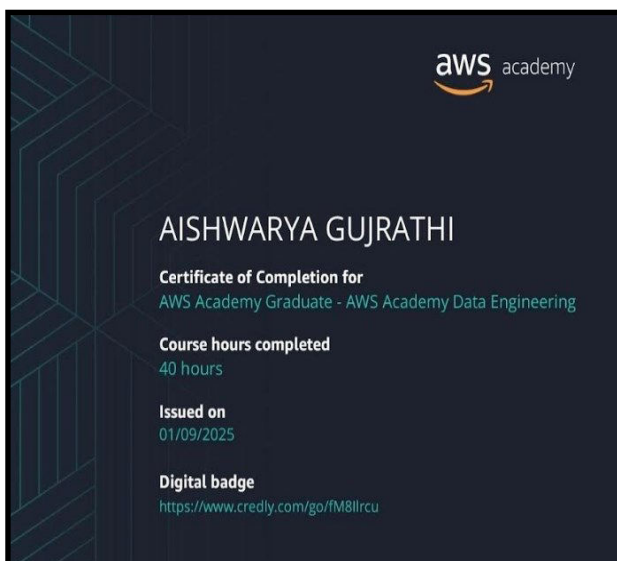 aws academy
AISHWARYA GUJRATHI
Certificate of Completion for
AWS Academy Graduate - AWS Academy Data Engineering
Course hours completed
40 hours
Issued on
01/09/2025
Digital badge
https://www.credly.com/go/fM8Ilrcu